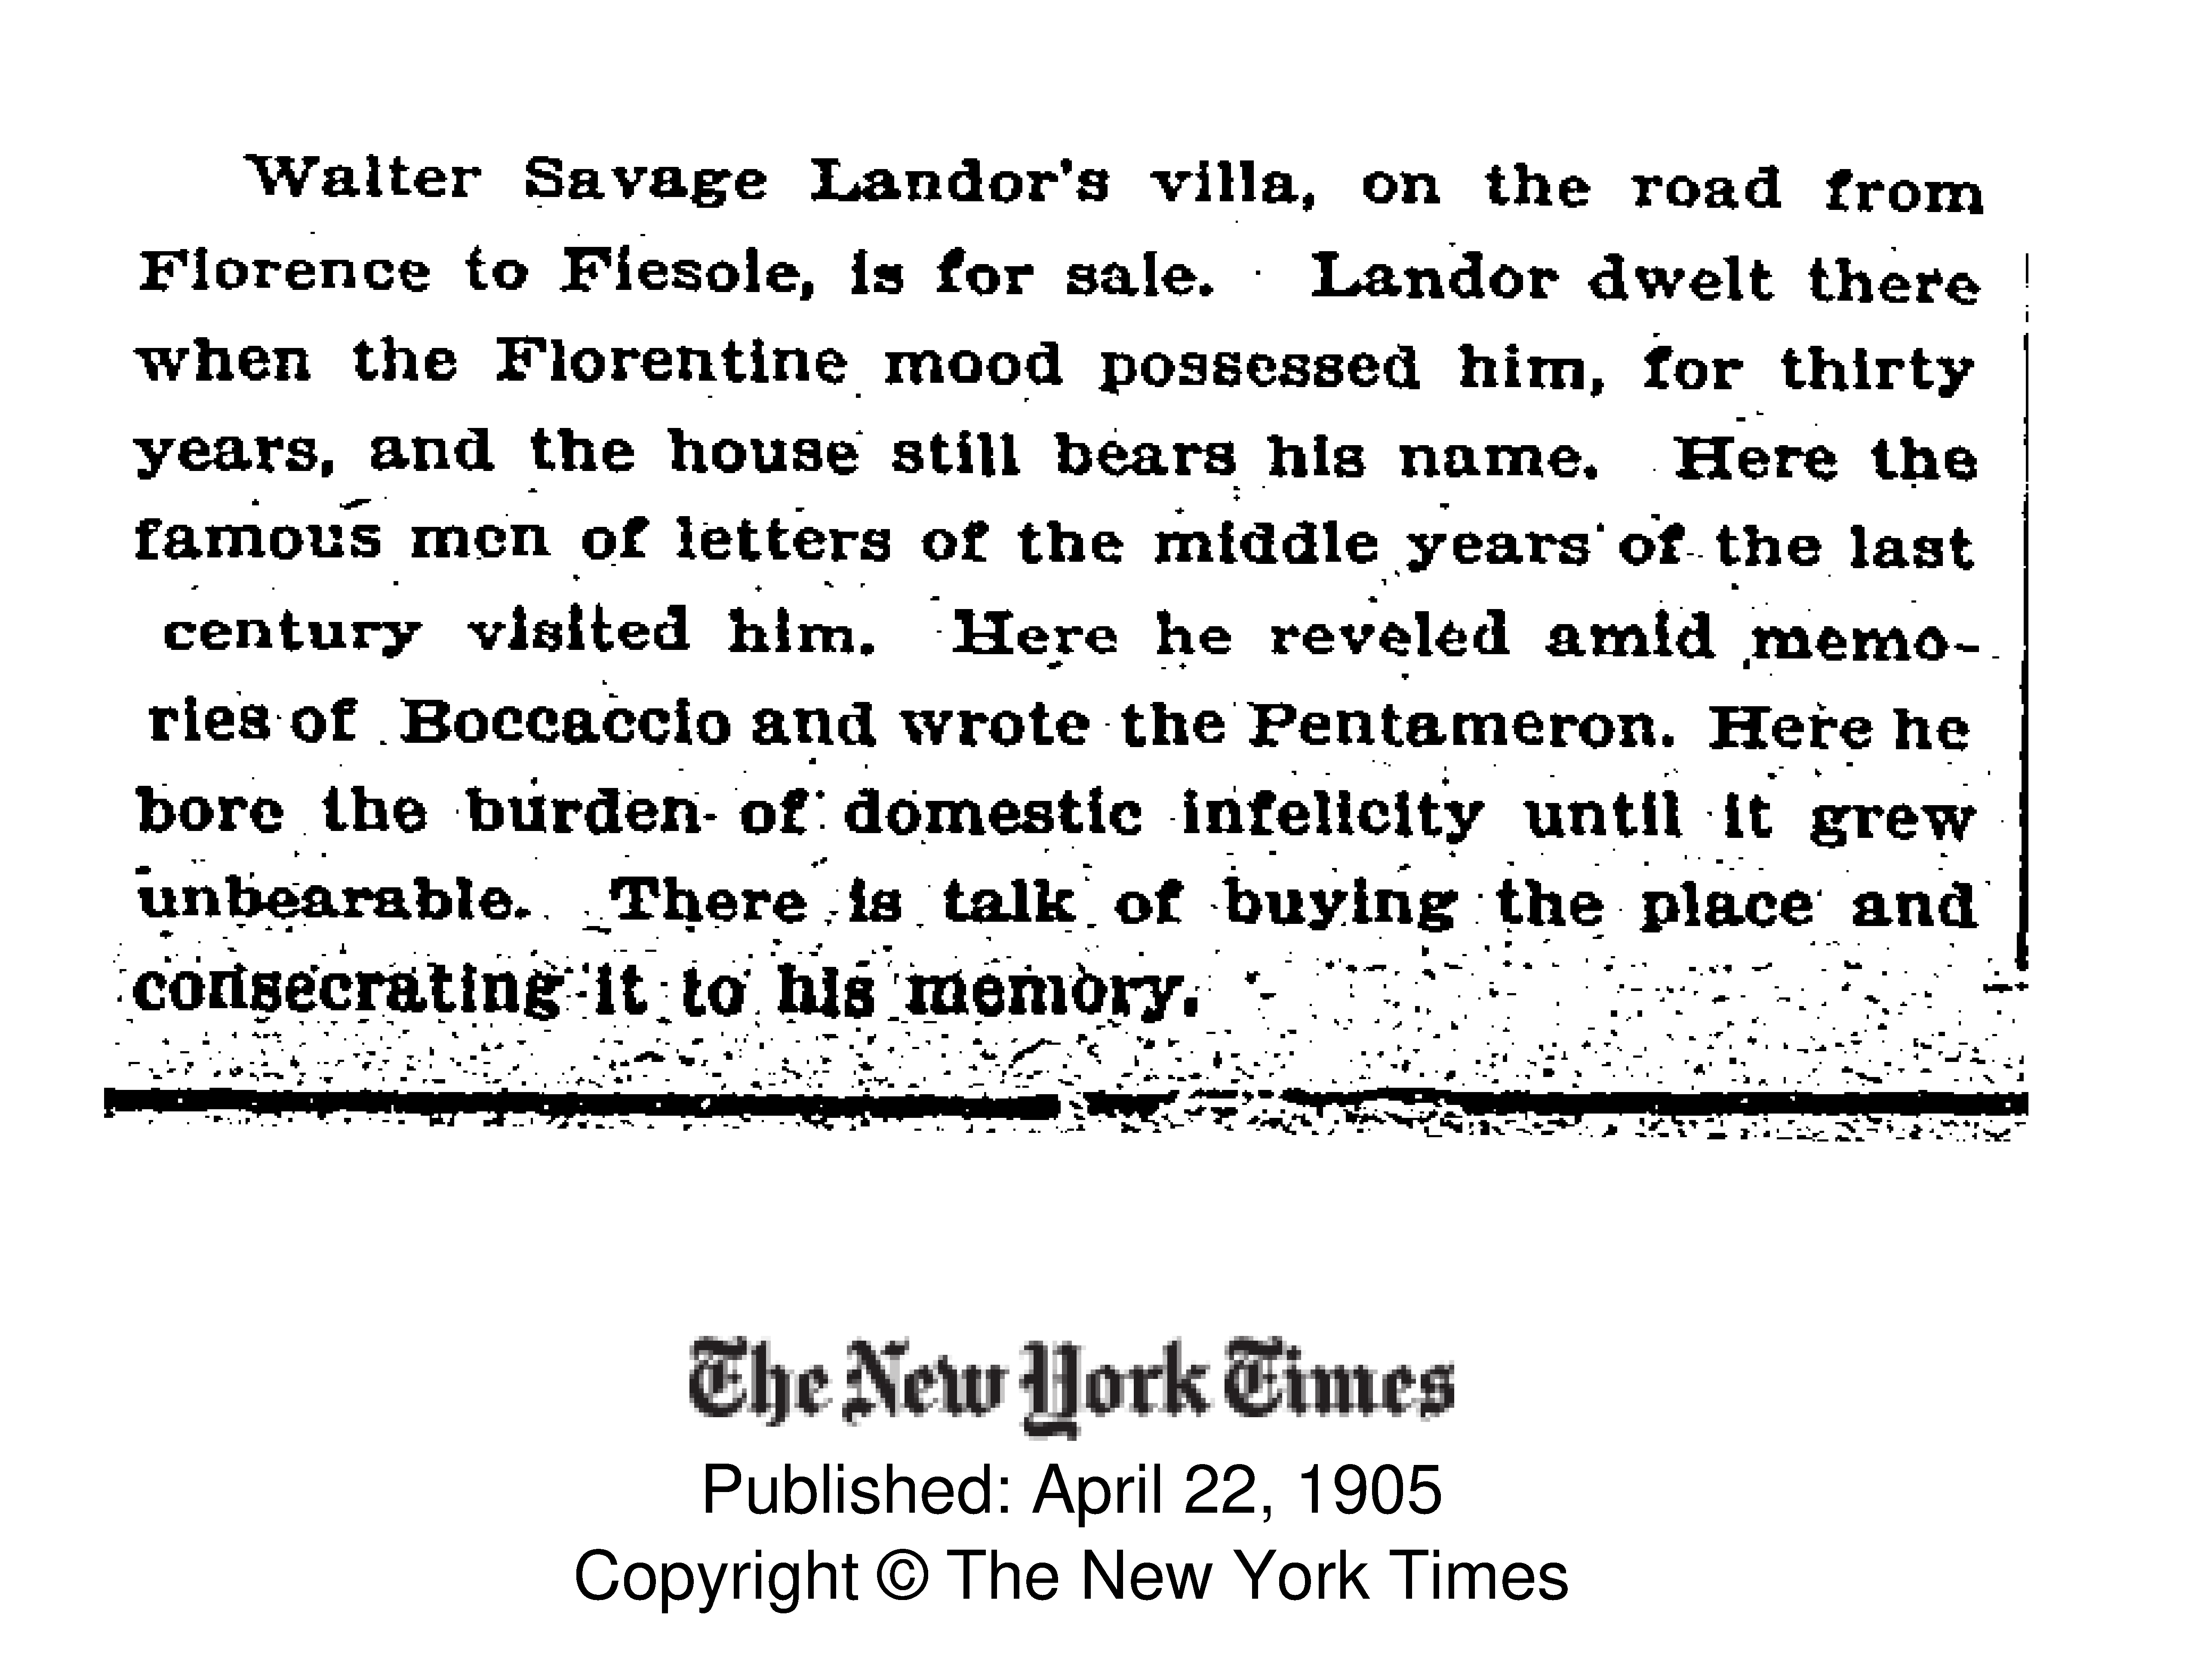 Walter Savage Landor's villa, on the road from
Florence to Fiesole, is for sale. Landor dwelt there
when the Florentine mood possessed him, for thirty
years, and the house still bears his name. Here the
famous men of letters of the middle years of the last
century visited him. Here he reveled amid memo-
ries of Boccaccio and wrote the Pentameron. Here he
bore the burden of domestic infelicity until it grew
unbearable. There is talk of buying the place and
consecrating it to his memory.
The New York Times
Published: April 22, 1905
Copyright © The New York Times